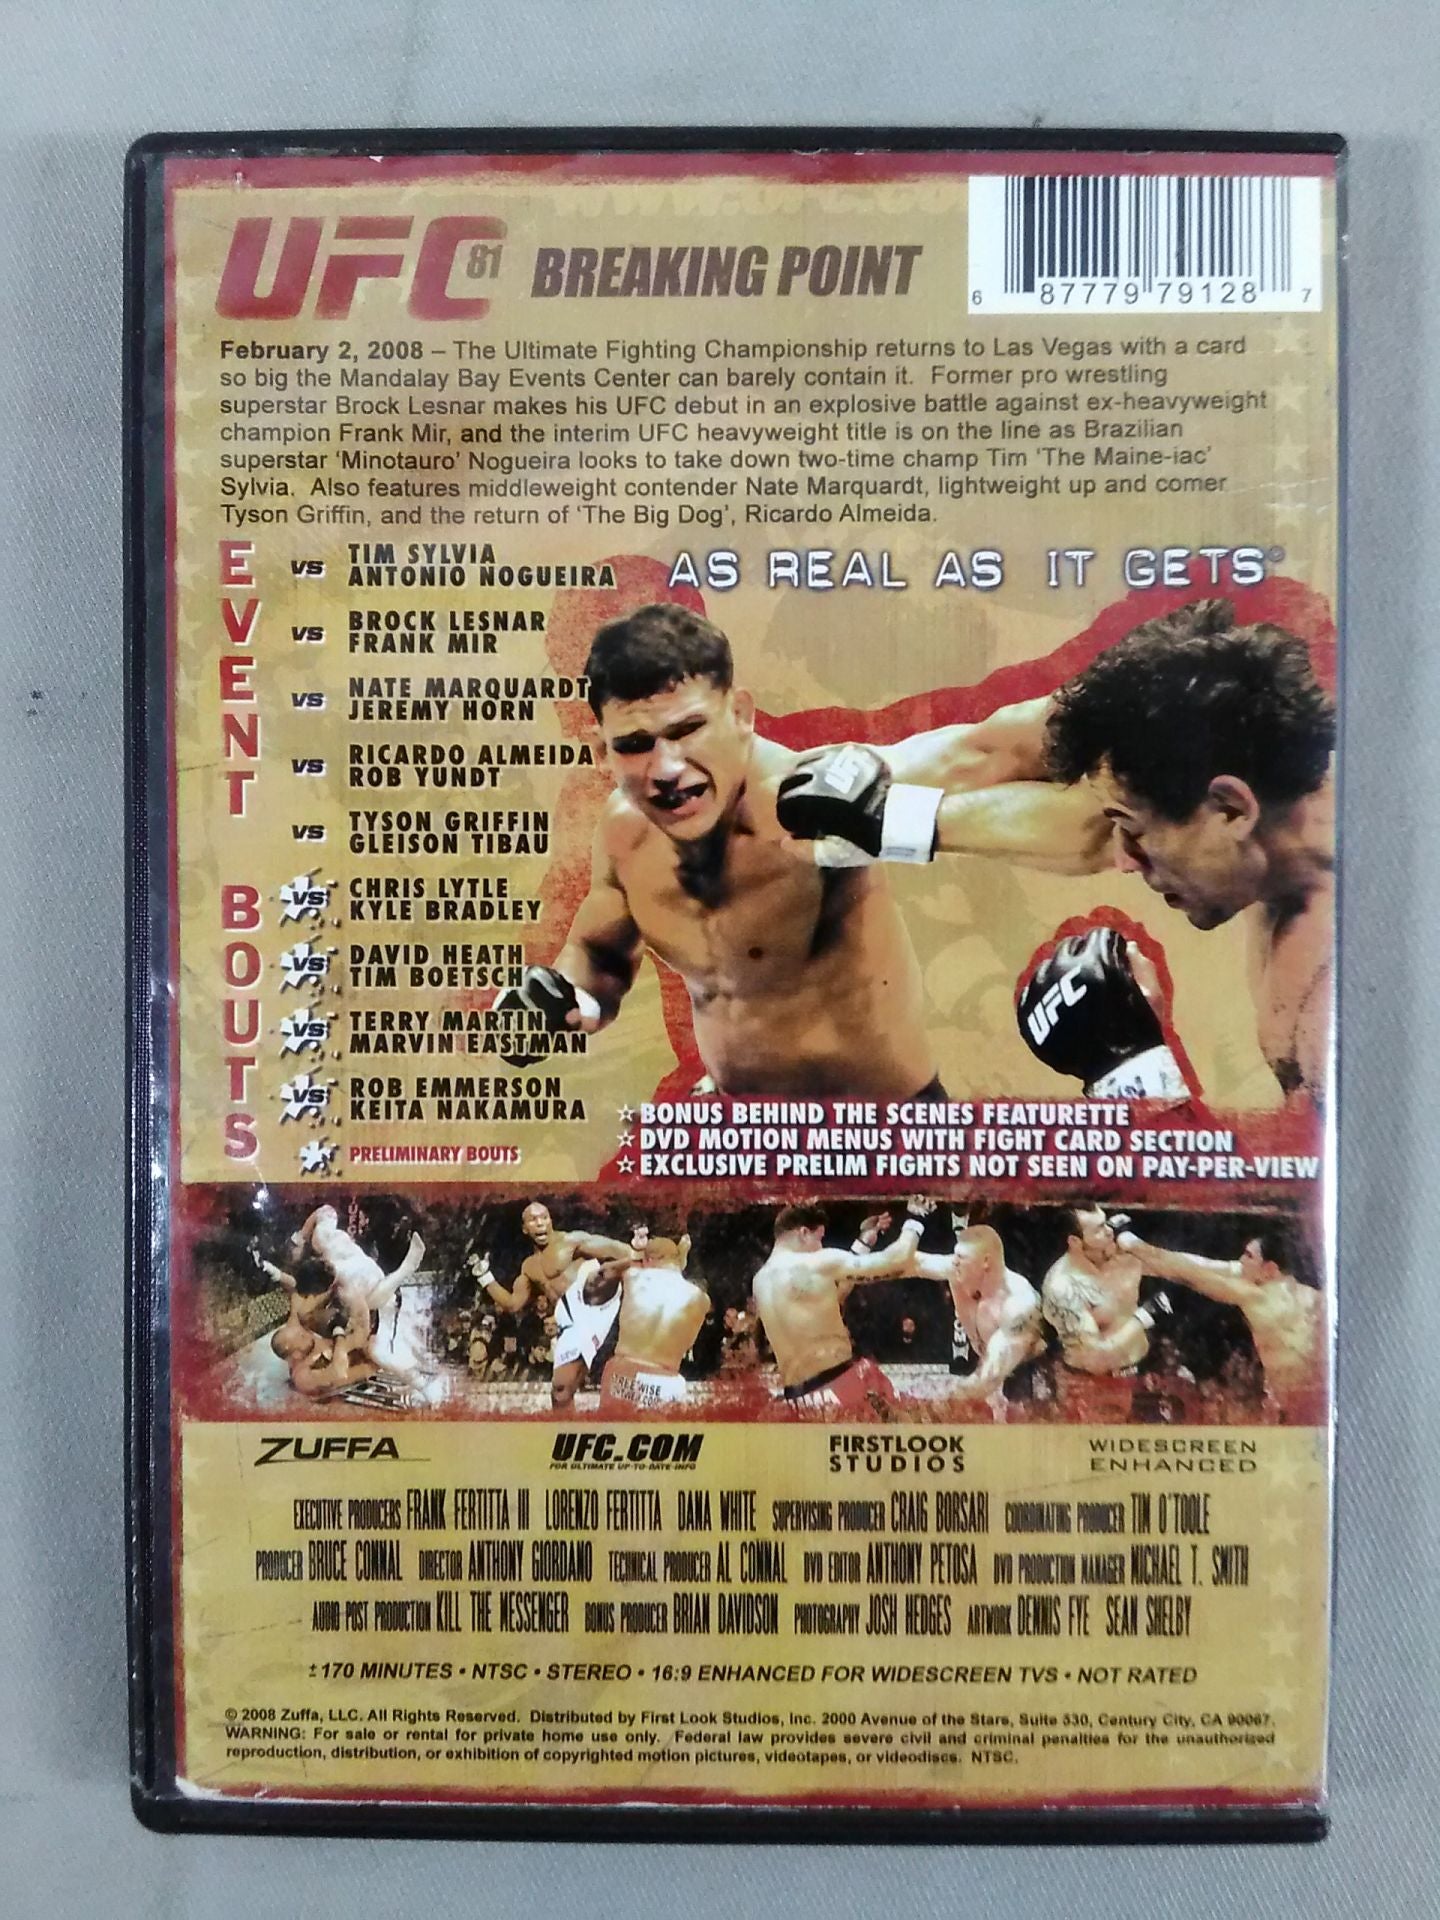 UFC 81 BREAKING POINT
6 87779 79128 7
February 2, 2008 – The Ultimate Fighting Championship returns to Las Vegas with a card
so big the Mandalay Bay Events Center can barely contain it. Former pro wrestling
superstar Brock Lesnar makes his UFC debut in an explosive battle against ex-heavyweight
champion Frank Mir, and the interim UFC heavyweight title is on the line as Brazilian
superstar 'Minotauro' Nogueira looks to take down two-time champ Tim 'The Maine-iac'
Sylvia. Also features middleweight contender Nate Marquardt, lightweight up and comer
Tyson Griffin, and the return of 'The Big Dog', Ricardo Almeida.
AS REAL AS IT GETS®
EVENT BOUTS
TIM SYLVIA
vs
ANTONIO NOGUEIRA
BROCK LESNAR
vs
FRANK MIR
NATE MARQUARDT
vs
JEREMY HORN
RICARDO ALMEIDA
vs
ROB YUNDT
TYSON GRIFFIN
vs
GLEISON TIBAU
CHRIS LYTLE
vs
KYLE BRADLEY
DAVID HEATH
vs
TIM BOETSCH
TERRY MARTIN
vs
MARVIN EASTMAN
ROB EMMERSON
vs
KEITA NAKAMURA
PRELIMINARY BOUTS
UFC
☆ BONUS BEHIND THE SCENES FEATURETTE
☆ DVD MOTION MENUS WITH FIGHT CARD SECTION
☆ EXCLUSIVE PRELIM FIGHTS NOT SEEN ON PAY-PER-VIEW
ZUFFA
UFC.COM
FOR ULTIMATE UP-TO-DATE INFO
FIRSTLOOK
STUDIOS
WIDESCREEN
ENHANCED
EXECUTIVE PRODUCERS FRANK FERTITTA III LORENZO FERTITTA DANA WHITE SUPERVISING PRODUCER CRAIG BORSARI COORDINATING PRODUCER TIM O'TOOLE
PRODUCER BRUCE CONNAL DIRECTOR ANTHONY GIORDANO TECHNICAL PRODUCER AL CONNAL DVD EDITOR ANTHONY PETOSA DVD PRODUCTION MANAGER MICHAEL T. SMITH
AUDIO POST PRODUCTION KILL THE MESSENGER BONUS PRODUCER BRIAN DAVIDSON PHOTOGRAPHY JOSH HEDGES ARTWORK DENNIS FYE SEAN SHELBY
±170 MINUTES • NTSC • STEREO • 16:9 ENHANCED FOR WIDESCREEN TVS • NOT RATED
© 2008 Zuffa, LLC. All Rights Reserved. Distributed by First Look Studios, Inc. 2000 Avenue of the Stars, Suite 530, Century City, CA 90067.
WARNING: For sale or rental for private home use only. Federal law provides severe civil and criminal penalties for the unauthorized
reproduction, distribution, or exhibition of copyrighted motion pictures, videotapes, or videodiscs. NTSC.